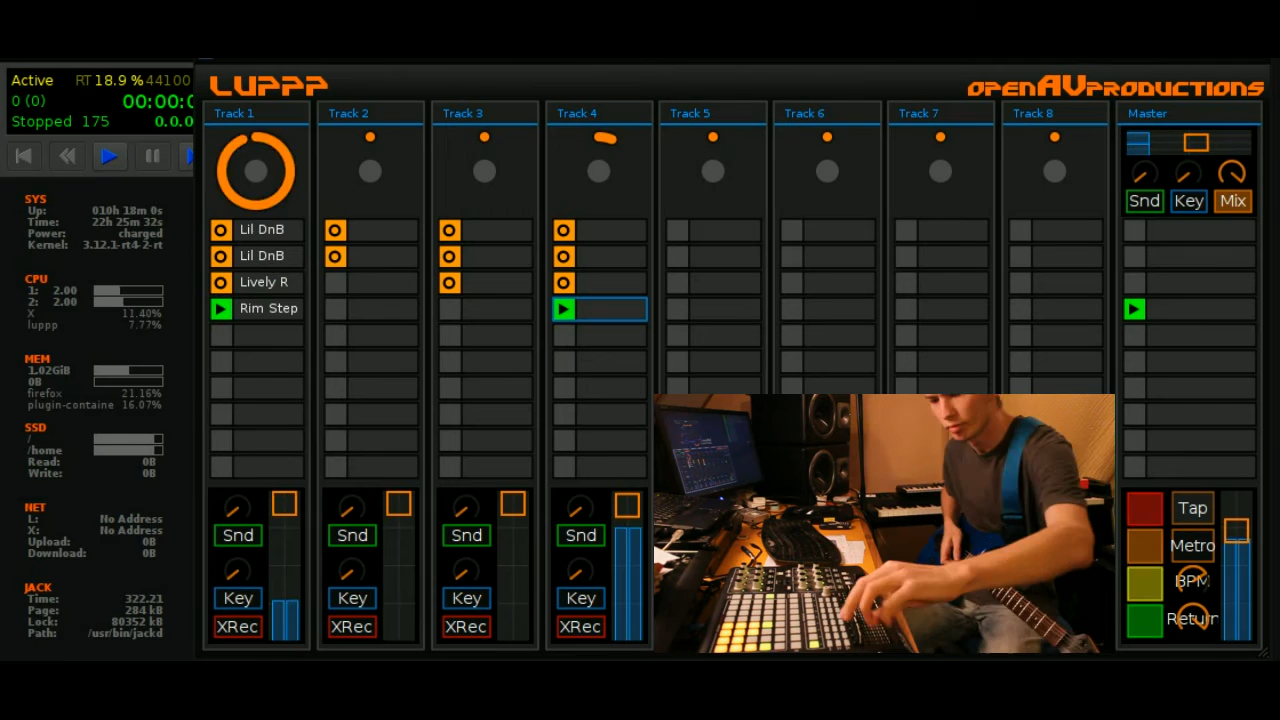 Active RT 18.9 % 44100
0 (0) 00:00:0
Stopped 175 0.0.0
SYS
Up: 010h 18m 0s
Time: 22h 25m 32s
Power: charged
Kernel: 3.12.1-rt4-2-rt
CPU
1: 2.00
2: 2.00
X 11.40%
luppp 7.77%
MEM
1.02GiB
0B
firefox 21.16%
plugin-containe 16.07%
SSD
/
/home
Read: 0B
Write: 0B
NET
L: No Address
X: No Address
Upload: 0B
Download: 0B
JACK
Time: 322.21
Page: 284 kB
Lock: 80352 kB
Path: /usr/bin/jackd
LUPPP openAVproductions
Track 1 Track 2 Track 3 Track 4 Track 5 Track 6 Track 7 Track 8 Master
Snd Key Mix
Lil DnB
Lil DnB
Lively R
Rim Step
Snd Snd Snd Snd
Key Key Key Key
XRec XRec XRec XRec
Tap
Metro
BPM
Return